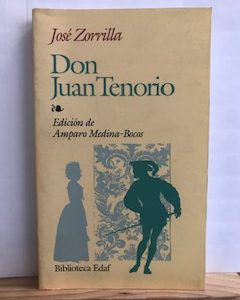 José Zorrilla
Don
Juan Tenorio
Edición de
Amparo Medina-Bocos
Biblioteca Edaf